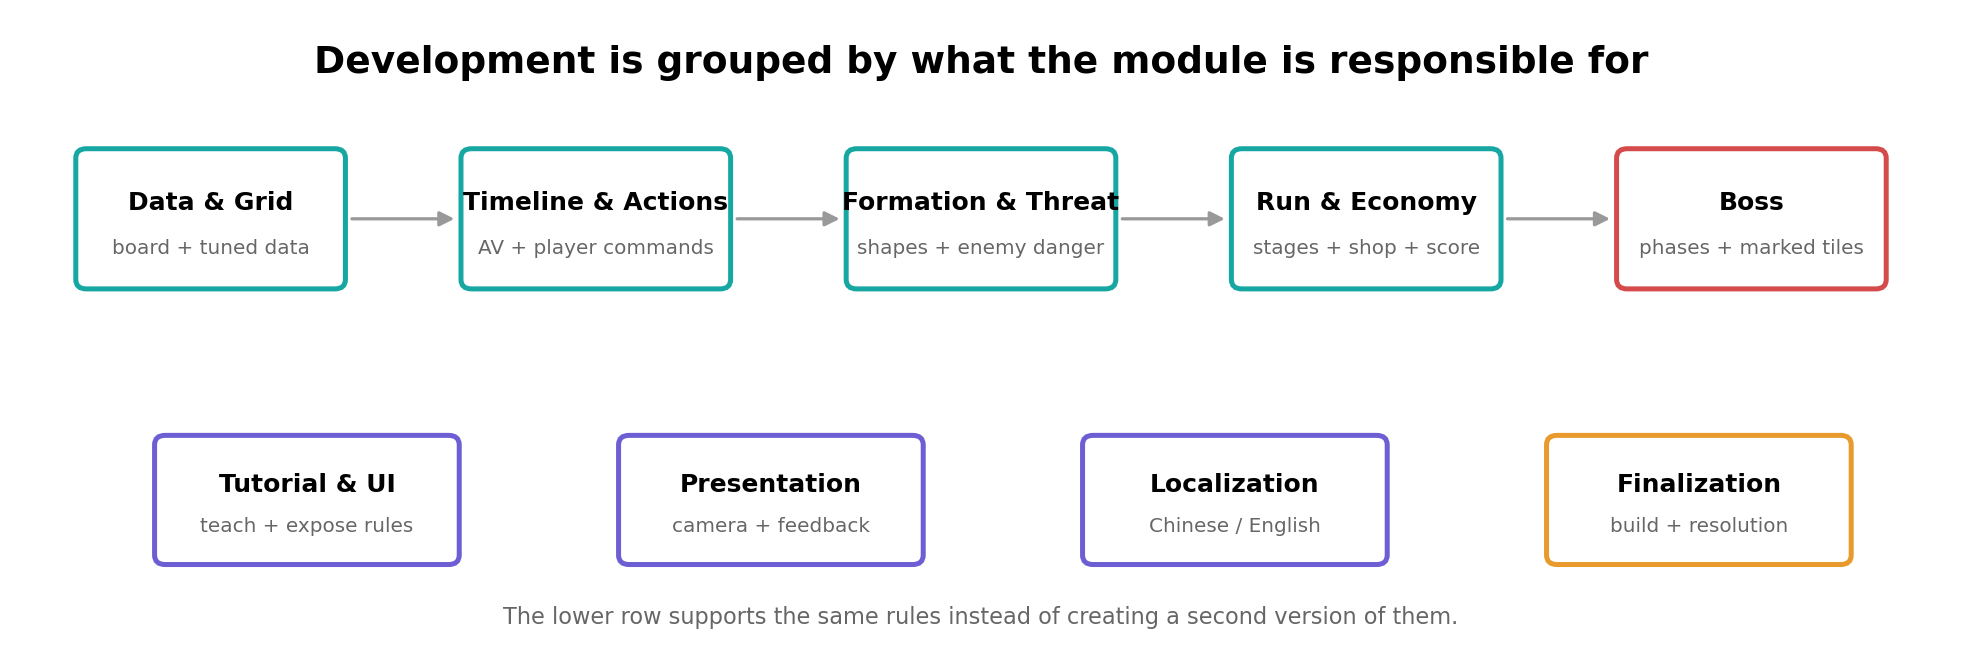 Development is grouped by what the module is responsible for
Data & Grid
board + tuned data
Timeline & Actions
AV + player commands
Formation & Threat
shapes + enemy danger
Run & Economy
stages + shop + score
Boss
phases + marked tiles
Tutorial & UI
teach + expose rules
Presentation
camera + feedback
Localization
Chinese / English
Finalization
build + resolution
The lower row supports the same rules instead of creating a second version of them.